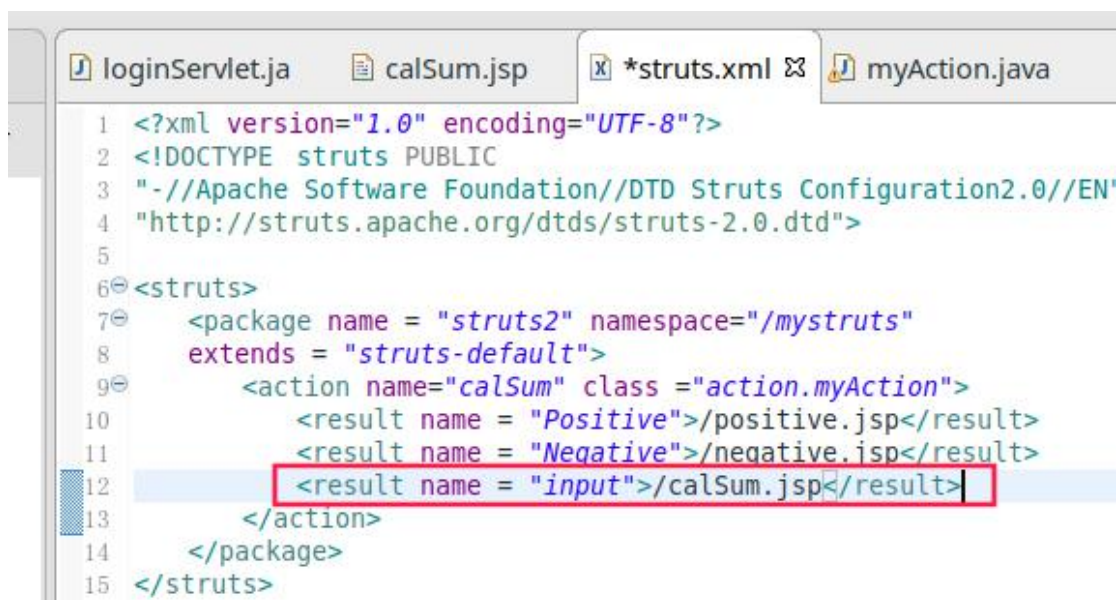 loginServlet.ja calSum.jsp *struts.xml myAction.java
1 <?xml version="1.0" encoding="UTF-8"?>
2 <!DOCTYPE struts PUBLIC
3 "-//Apache Software Foundation//DTD Struts Configuration2.0//EN"
4 "http://struts.apache.org/dtds/struts-2.0.dtd">
5
6 <struts>
7 <package name = "struts2" namespace="/mystruts"
8 extends = "struts-default">
9 <action name="calSum" class ="action.myAction">
10 <result name = "Positive">/positive.jsp</result>
11 <result name = "Negative">/negative.jsp</result>
12 <result name = "input">/calSum.jsp</result>
13 </action>
14 </package>
15 </struts>